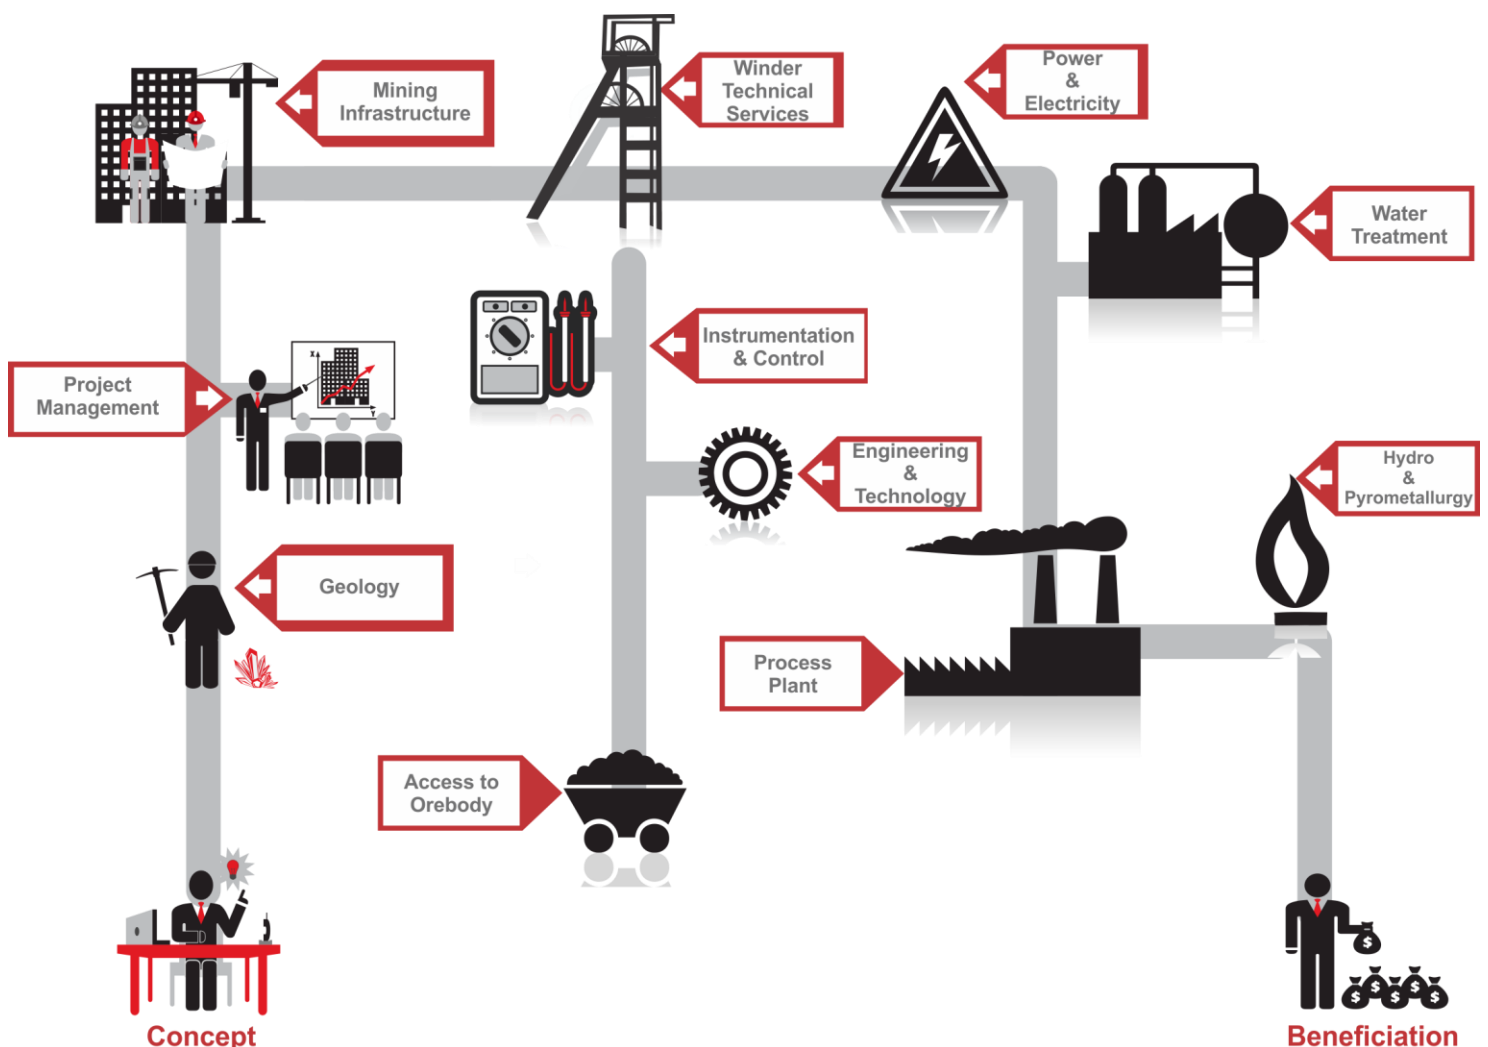 Mining
Infrastructure
Winder
Technical
Services
Power
&
Electricity
Water
Treatment
Instrumentation
& Control
X
Y
Project
Management
Engineering
&
Technology
Hydro
&
Pyrometallurgy
Geology
Process
Plant
Access to
Orebody
$
$ $ $ $ $
Concept
Beneficiation